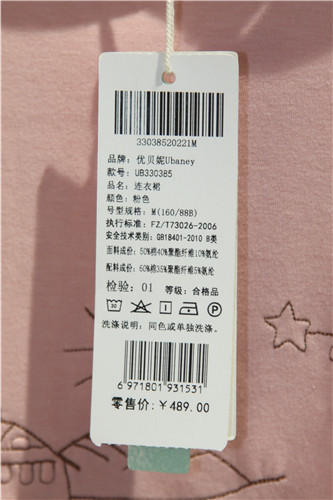 33038520221M
品牌：优贝妮Ubaney
款号：UB330385
品名：连衣裙
颜色：粉色
号型规格：M(160/88B)
执行标准：FZ/T73026-2006
安全技术类别：GB18401-2010 B类
面料成份：50%棉40%聚酯纤维10%氨纶
配料成份：60%棉35%聚酯纤维5%氨纶
检验：01 等级：合格品
洗涤说明：同色或单独洗涤.
6 971801 931531
零售价：￥489.00